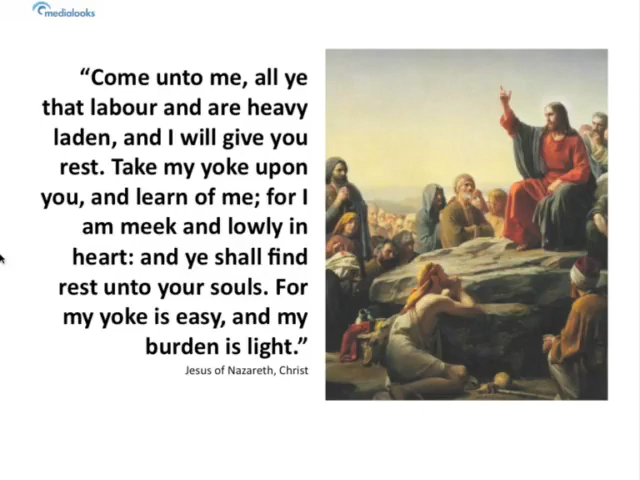 medialooks
“Come unto me, all ye
that labour and are heavy
laden, and I will give you
rest. Take my yoke upon
you, and learn of me; for I
am meek and lowly in
heart: and ye shall find
rest unto your souls. For
my yoke is easy, and my
burden is light.”
Jesus of Nazareth, Christ